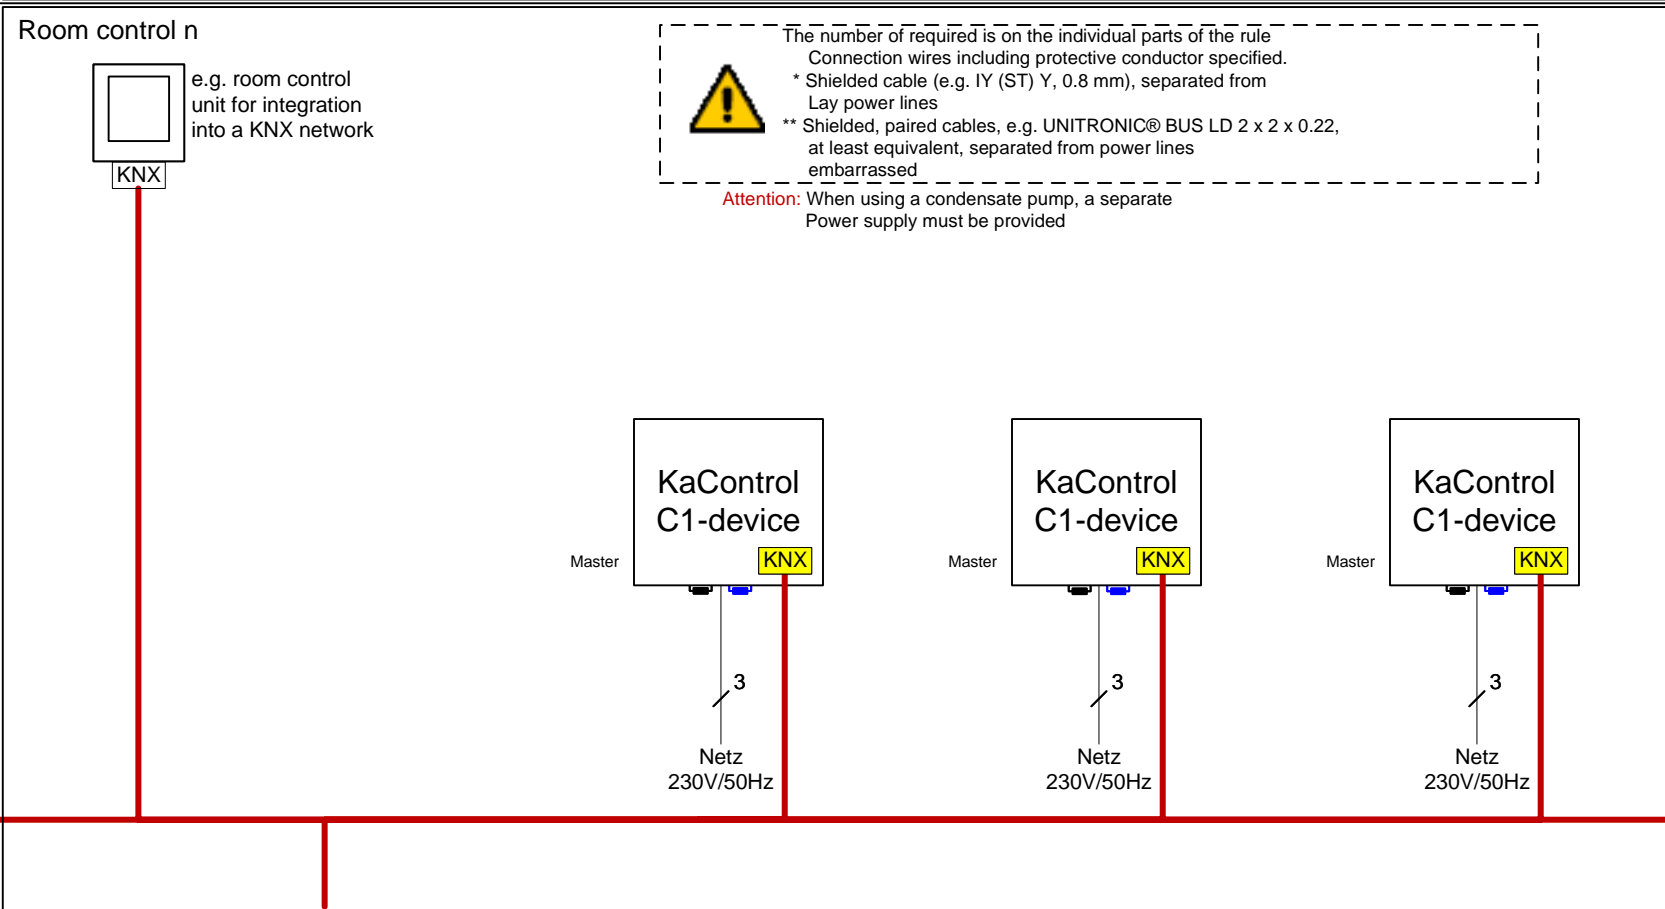 Room control n
e.g. room control
unit for integration
into a KNX network
KNX
The number of required is on the individual parts of the rule
Connection wires including protective conductor specified.
* Shielded cable (e.g. IY (ST) Y, 0.8 mm), separated from
Lay power lines
** Shielded, paired cables, e.g. UNITRONIC® BUS LD 2 x 2 x 0.22,
at least equivalent, separated from power lines
embarrassed
Attention: When using a condensate pump, a separate
Power supply must be provided
KaControl
C1-device
Master
KNX
3
Netz
230V/50Hz
KaControl
C1-device
Master
KNX
3
Netz
230V/50Hz
KaControl
C1-device
Master
KNX
3
Netz
230V/50Hz